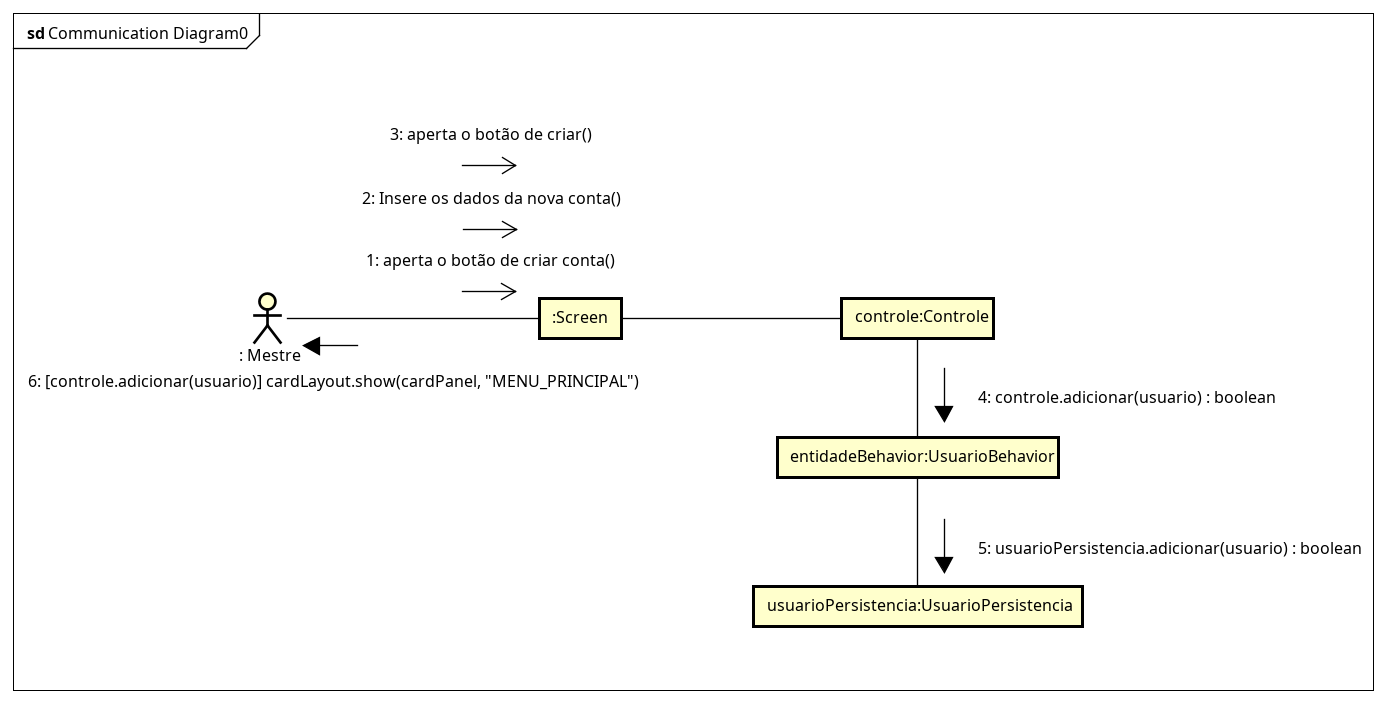 sd Communication Diagram0
3: aperta o botão de criar()
2: Insere os dados da nova conta()
1: aperta o botão de criar conta()
:Screen
controle:Controle
: Mestre
6: [controle.adicionar(usuario)] cardLayout.show(cardPanel, "MENU_PRINCIPAL")
4: controle.adicionar(usuario) : boolean
entidadeBehavior:UsuarioBehavior
5: usuarioPersistencia.adicionar(usuario) : boolean
usuarioPersistencia:UsuarioPersistencia